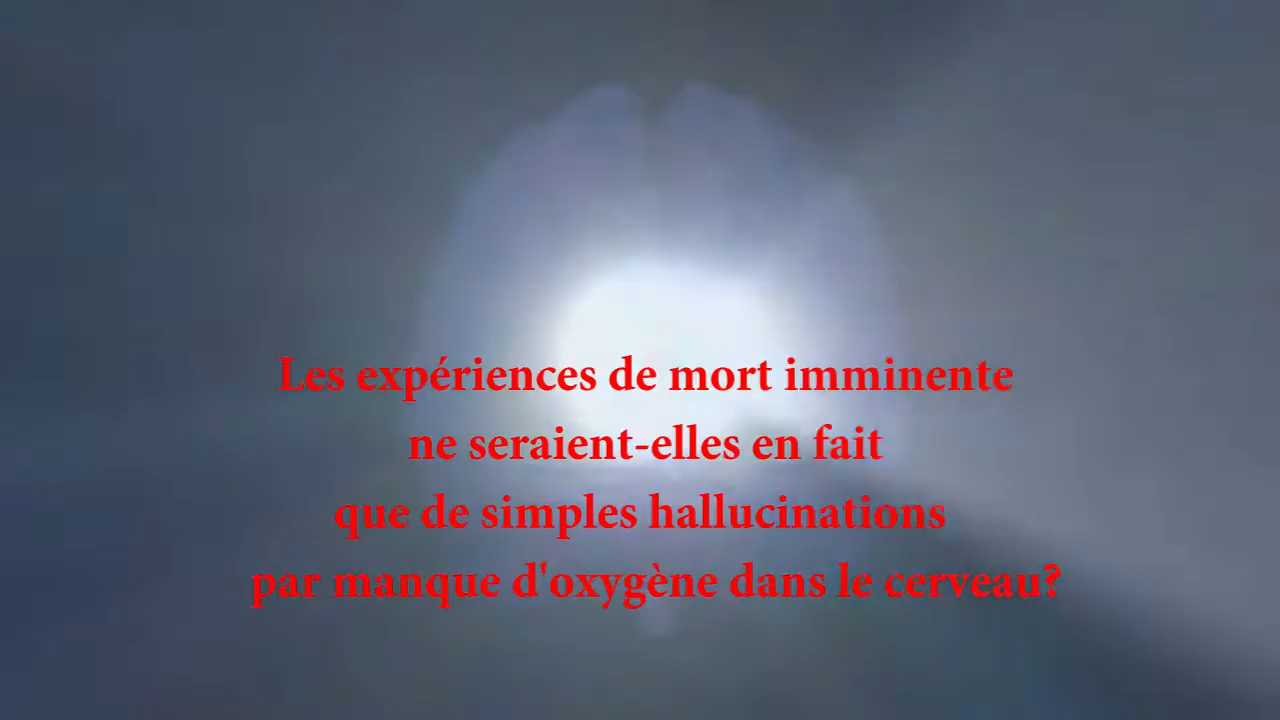 Les expériences de mort imminente
ne seraient-elles en fait
que de simples hallucinations
par manque d'oxygène dans le cerveau?